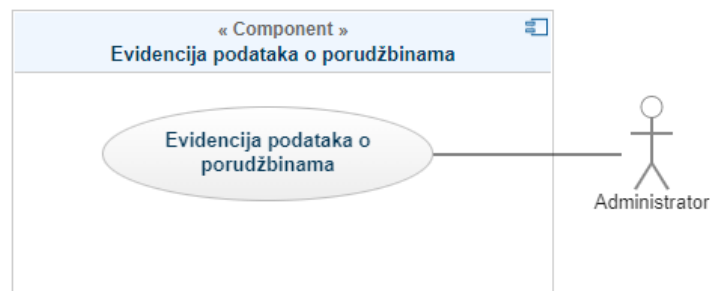 « Component »
Evidencija podataka o porudžbinama
Evidencija podataka o
porudžbinama
Administrator